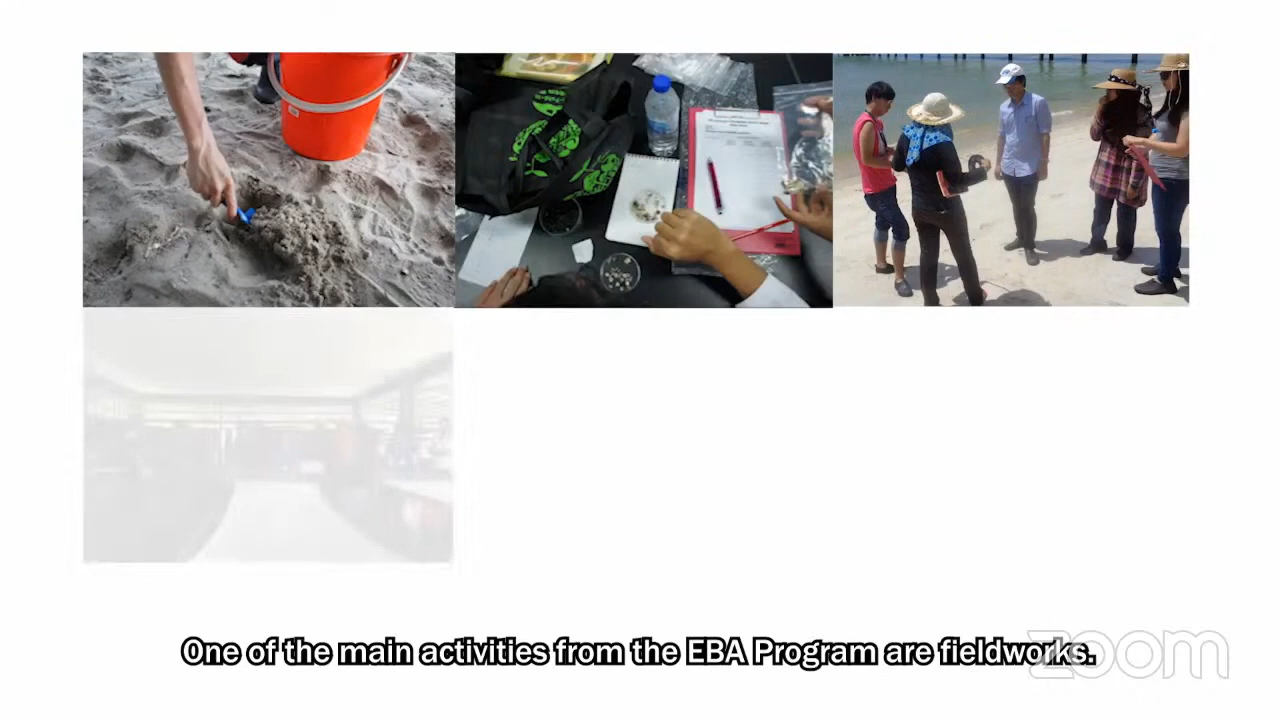 One of the main activities from the EBA Program are fieldworks.
zoom